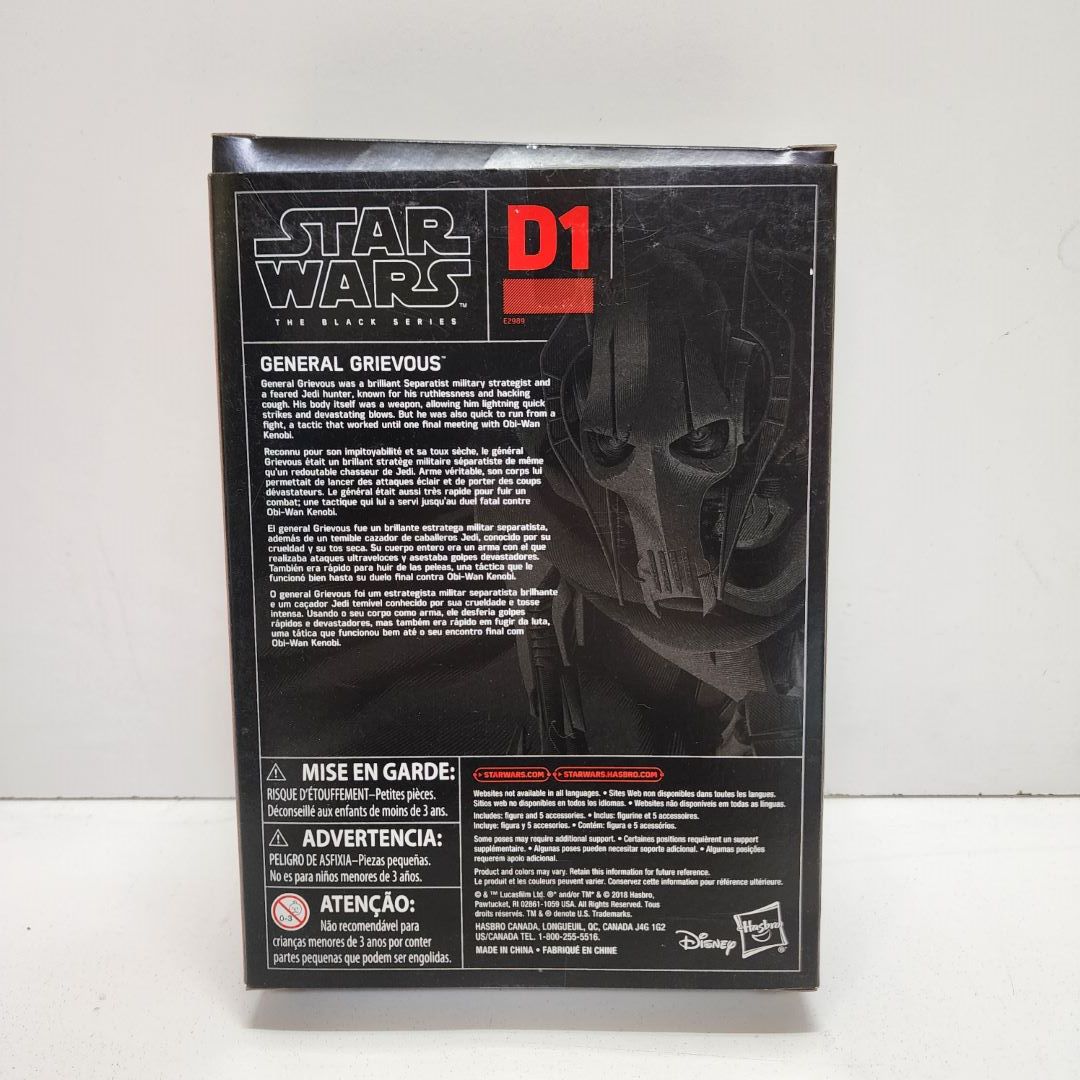 STAR
WARS™
THE BLACK SERIES
D1
E2989
GENERAL GRIEVOUS™
General Grievous was a brilliant Separatist military strategist and
a feared Jedi hunter, known for his ruthlessness and hacking
cough. His body itself was a weapon, allowing him lightning quick
strikes and devastating blows. But he was also quick to run from a
fight, a tactic that worked until one final meeting with Obi-Wan
Kenobi.
Reconnu pour son impitoyabilité et sa toux sèche, le général
Grievous était un brillant stratège militaire séparatiste de même
qu'un redoutable chasseur de Jedi. Arme véritable, son corps lui
permettait de lancer des attaques éclair et de porter des coups
dévastateurs. Le général était aussi très rapide pour fuir un
combat; une tactique qui lui a servi jusqu'au duel fatal contre
Obi-Wan Kenobi.
El general Grievous fue un brillante estratega militar separatista,
además de un temible cazador de caballeros Jedi, conocido por su
crueldad y su tos seca. Su cuerpo entero era un arma con el que
realizaba ataques ultraveloces y asestaba golpes devastadores.
También era rápido para huir de las peleas, una táctica que le
funcionó bien hasta su duelo final contra Obi-Wan Kenobi.
O general Grievous foi um estrategista militar separatista brilhante
e um caçador Jedi temível conhecido por sua crueldade e tosse
intensa. Usando o seu corpo como arma, ele desferia golpes
rápidos e devastadores, mas também era rápido em fugir da luta,
uma tática que funcionou bem até o seu encontro final com
Obi-Wan Kenobi.
⚠ MISE EN GARDE:
RISQUE D'ÉTOUFFEMENT–Petites pièces.
Déconseillé aux enfants de moins de 3 ans.
⚠ ADVERTENCIA:
PELIGRO DE ASFIXIA–Piezas pequeñas.
No es para niños menores de 3 años.
0-3
ATENÇÃO:
Não recomendável para
crianças menores de 3 anos por conter
partes pequenas que podem ser engolidas.
STARWARS.COM • STARWARS.HASBRO.COM
Websites not available in all languages. • Sites Web non disponibles dans toutes les langues.
Sitios web no disponibles en todos los idiomas. • Websites não disponíveis em todas as línguas.
Includes: figure and 5 accessories. • Inclus: figurine et 5 accessoires.
Incluye: figura y 5 accesorios. • Contém: figura e 5 acessórios.
Some poses may require additional support. • Certaines positions requièrent un support
supplémentaire. • Algunas poses pueden necesitar soporte adicional. • Algumas posições
requerem apoio adicional.
Product and colors may vary. Retain this information for future reference.
Le produit et les couleurs peuvent varier. Conservez cette information pour référence ultérieure.
© & ™ Lucasfilm Ltd. ®* and/or TM* & © 2018 Hasbro,
Pawtucket, RI 02861-1059 USA. All Rights Reserved. Tous
droits réservés. TM & ® denote U.S. Trademarks.
HASBRO CANADA, LONGUEUIL, QC, CANADA J4G 1G2
US/CANADA TEL. 1-800-255-5516.
MADE IN CHINA • FABRIQUÉ EN CHINE
Disney
Hasbro®